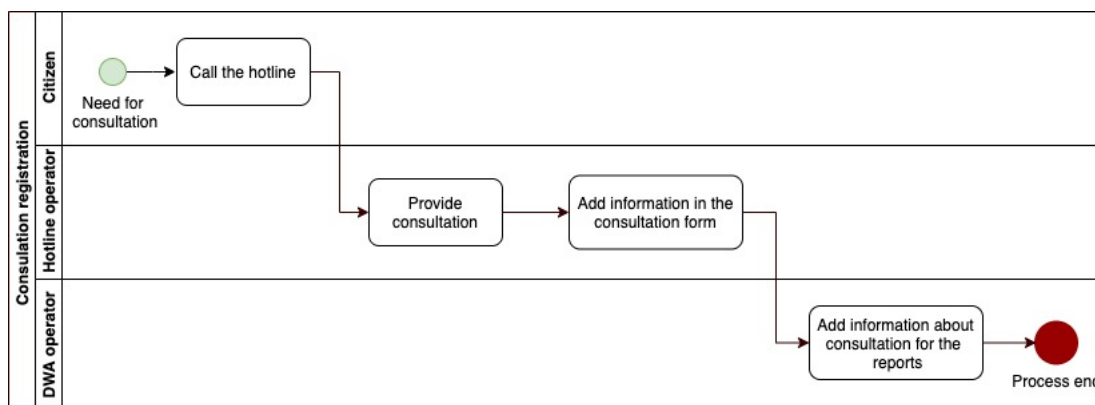 Consulation registration
Citizen
Need for
consultation
Call the hotline
Hotline operator
Provide
consultation
Add information in the
consultation form
DWA operator
Add information about
consultation for the
reports
Process end